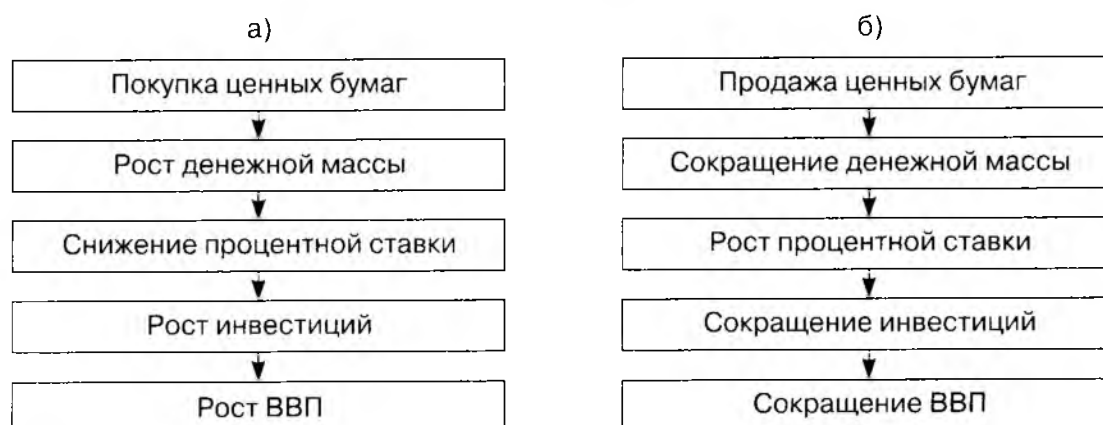 а)
Покупка ценных бумаг
Рост денежной массы
Снижение процентной ставки
Рост инвестиций
Рост ВВП
б)
Продажа ценных бумаг
Сокращение денежной массы
Рост процентной ставки
Сокращение инвестиций
Сокращение ВВП